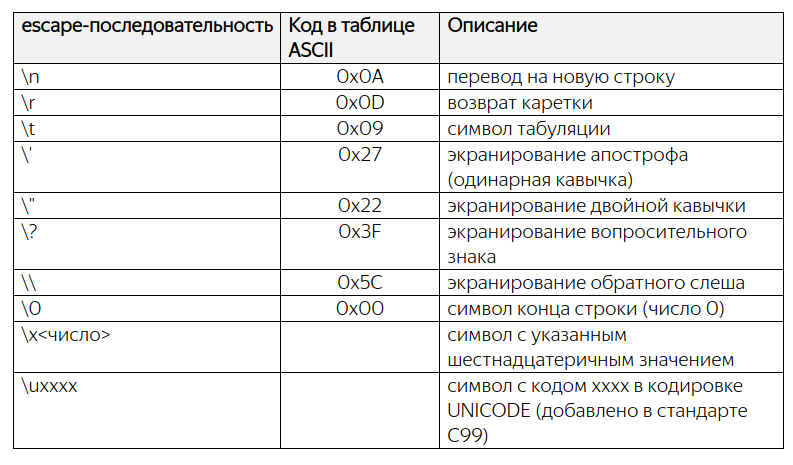 escape-последовательность Код в таблице Описание
ASCII
\n 0x0A перевод на новую строку
\r 0x0D возврат каретки
\t 0x09 символ табуляции
\' 0x27 экранирование апострофа
(одинарная кавычка)
\" 0x22 экранирование двойной кавычки
\? 0x3F экранирование вопросительного
знака
\\ 0x5C экранирование обратного слеша
\0 0x00 символ конца строки (число 0)
\x<число> символ с указанным
шестнадцатеричным значением
\uxxxx символ с кодом xxxx в кодировке
UNICODE (добавлено в стандарте
C99)